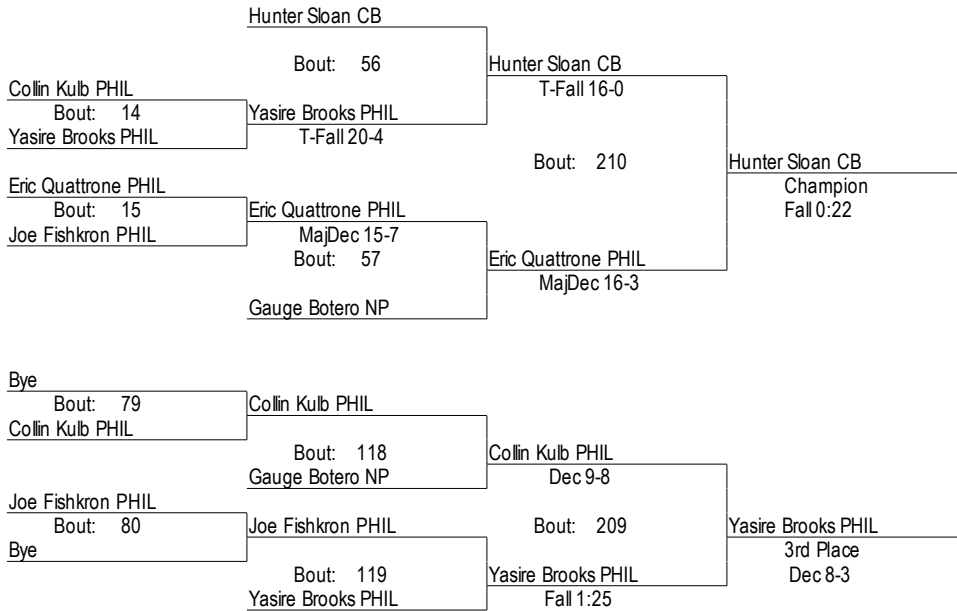 Hunter Sloan CB
Bout: 56
Hunter Sloan CB
T-Fall 16-0
Collin Kulb PHIL
Bout: 14
Yasire Brooks PHIL
Yasire Brooks PHIL
T-Fall 20-4
Bout: 210
Hunter Sloan CB
Champion
Fall 0:22
Eric Quattrone PHIL
Bout: 15
Joe Fishkron PHIL
Eric Quattrone PHIL
MajDec 15-7
Bout: 57
Eric Quattrone PHIL
MajDec 16-3
Gauge Botero NP
Bye
Bout: 79
Collin Kulb PHIL
Collin Kulb PHIL
Bout: 118
Gauge Botero NP
Collin Kulb PHIL
Dec 9-8
Joe Fishkron PHIL
Bout: 80
Bye
Joe Fishkron PHIL
Bout: 209
Yasire Brooks PHIL
3rd Place
Dec 8-3
Bout: 119
Yasire Brooks PHIL
Yasire Brooks PHIL
Fall 1:25